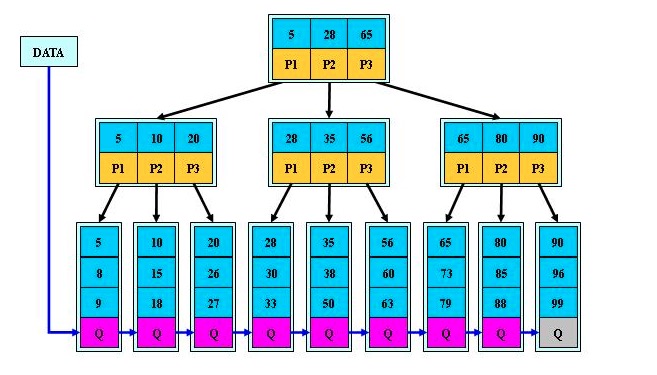 5 28 65
DATA
P1 P2 P3
5 10 20 28 35 56 65 80 90
P1 P2 P3 P1 P2 P3 P1 P2 P3
5 10 20 28 35 56 65 80 90
8 15 26 30 38 60 73 85 96
9 18 27 33 50 63 79 88 99
Q Q Q Q Q Q Q Q Q